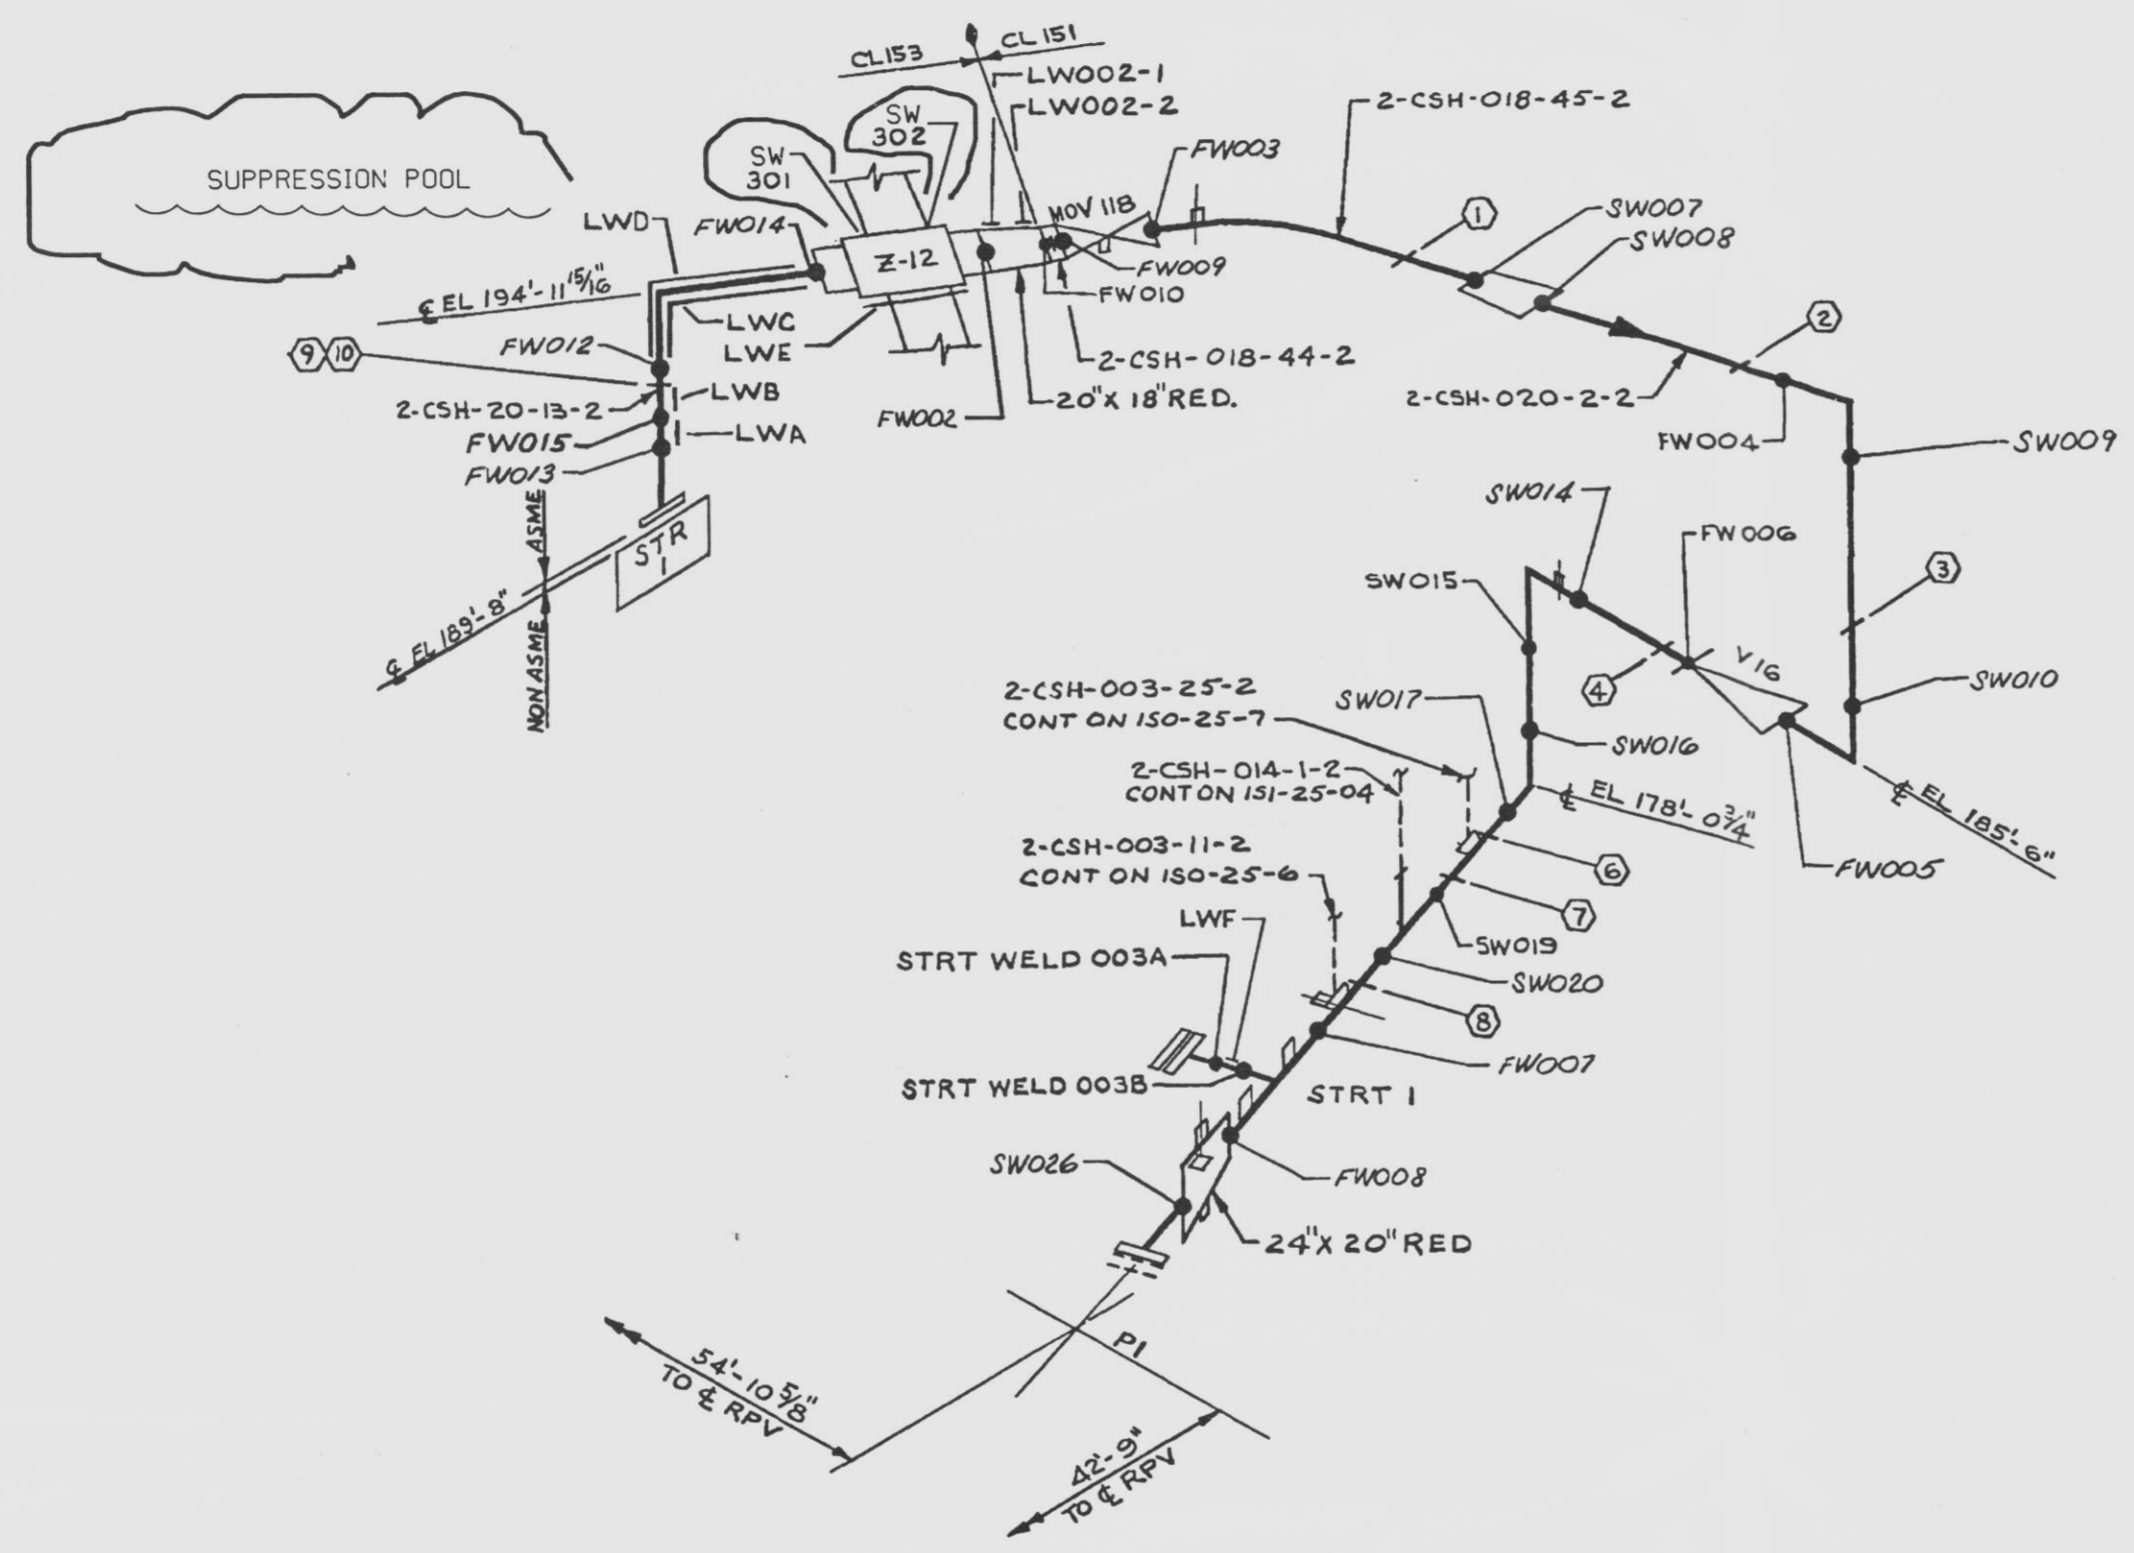 CL153
CL151
LW002-1
LW002-2
2-CSH-018-45-2
SW
302
SW
301
FW003
MOV 118
1
SW007
SW008
SUPPRESSION POOL
LWD
FW014
Z-12
FW009
FW010
℄ EL 194'-11 15/16"
LWC
LWE
2
9
10
FW012
2-CSH-018-44-2
20"X 18"RED.
2-CSH-020-2-2
LWB
2-CSH-20-13-2
FW002
LWA
FW015
FW013
FW004
SW009
ASME
STR
1
NON ASME
℄ EL 189'-8"
SW014
FW006
3
SW015
V16
4
SW010
2-CSH-003-25-2
CONT ON ISO-25-7
SW017
SW016
2-CSH-014-1-2
CONT ON ISI-25-04
℄ EL 178'-0 3/4"
℄ EL 185'-6"
2-CSH-003-11-2
CONT ON ISO-25-6
6
FW005
7
LWF
SW019
STRT WELD 003A
SW020
8
FW007
STRT WELD 003B
STRT 1
SW026
FW008
24"X 20"RED
P1
54'-10 5/8"
TO ℄ RPV
42'-9"
TO ℄ RPV